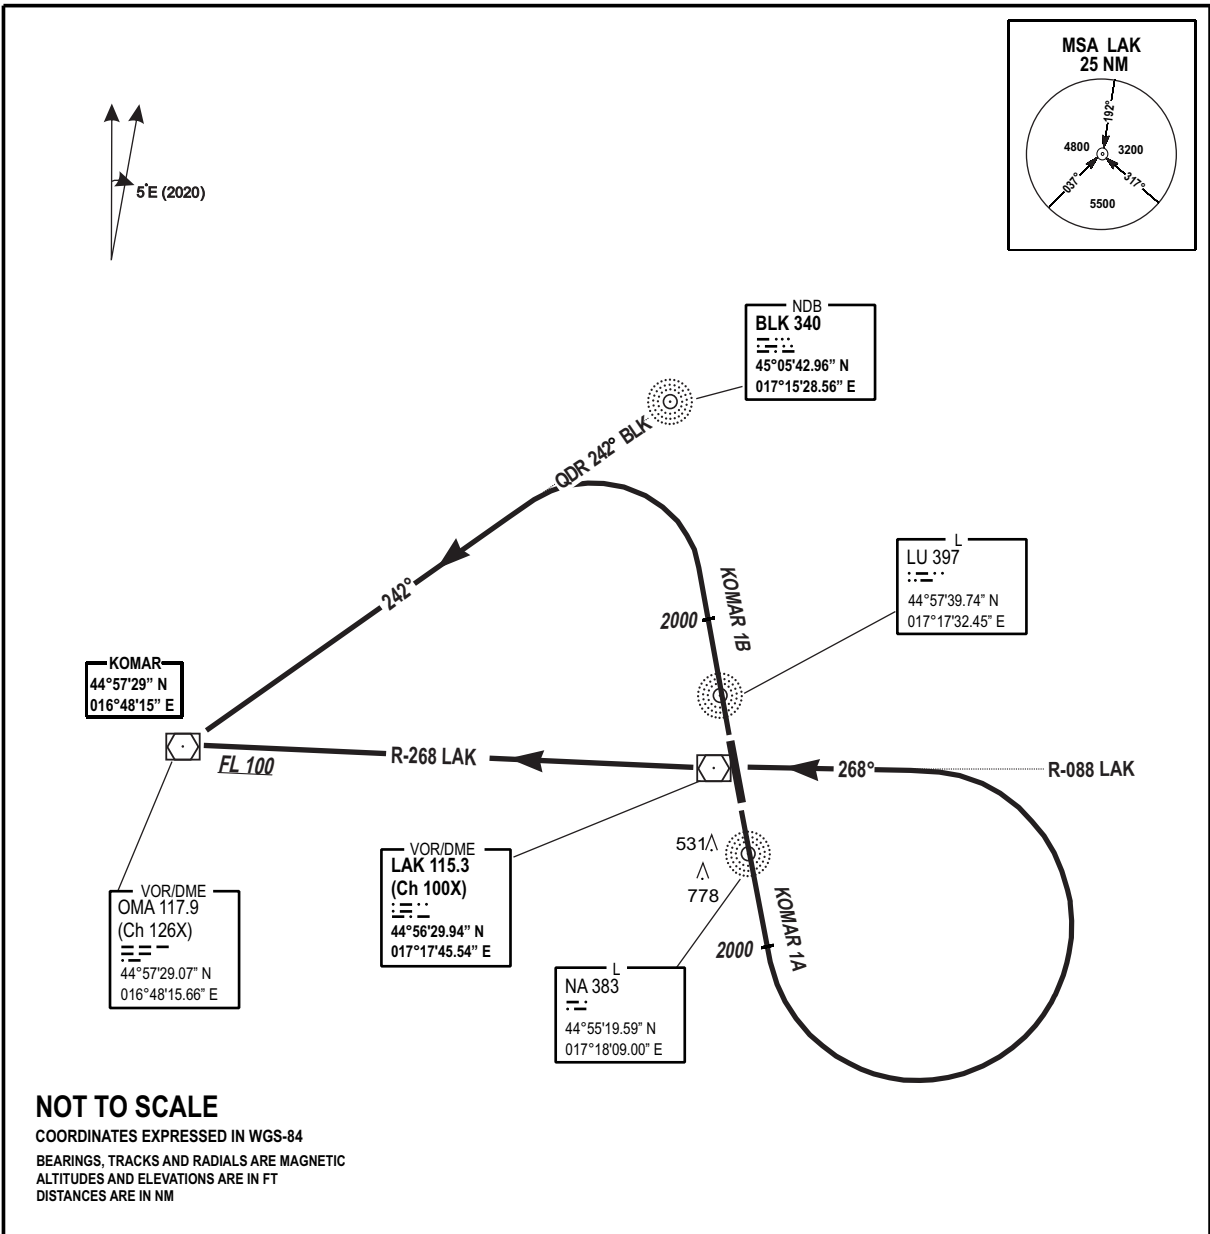 MSA LAK
25 NM
192°
4800
3200
037°
317°
5500
5°E (2020)
NDB
BLK 340
45°05'42.96” N
017°15'28.56” E
QDR 242° BLK
L
LU 397
44°57'39.74” N
017°17'32.45” E
242°
KOMAR 1B
2000
KOMAR
44°57'29” N
016°48'15” E
FL 100
R-268 LAK
268°
R-088 LAK
VOR/DME
OMA 117.9
(Ch 126X)
44°57'29.07” N
016°48'15.66” E
VOR/DME
LAK 115.3
(Ch 100X)
44°56'29.94” N
017°17'45.54” E
531
778
KOMAR 1A
2000
L
NA 383
44°55'19.59” N
017°18'09.00” E
NOT TO SCALE
COORDINATES EXPRESSED IN WGS-84
BEARINGS, TRACKS AND RADIALS ARE MAGNETIC
ALTITUDES AND ELEVATIONS ARE IN FT
DISTANCES ARE IN NM